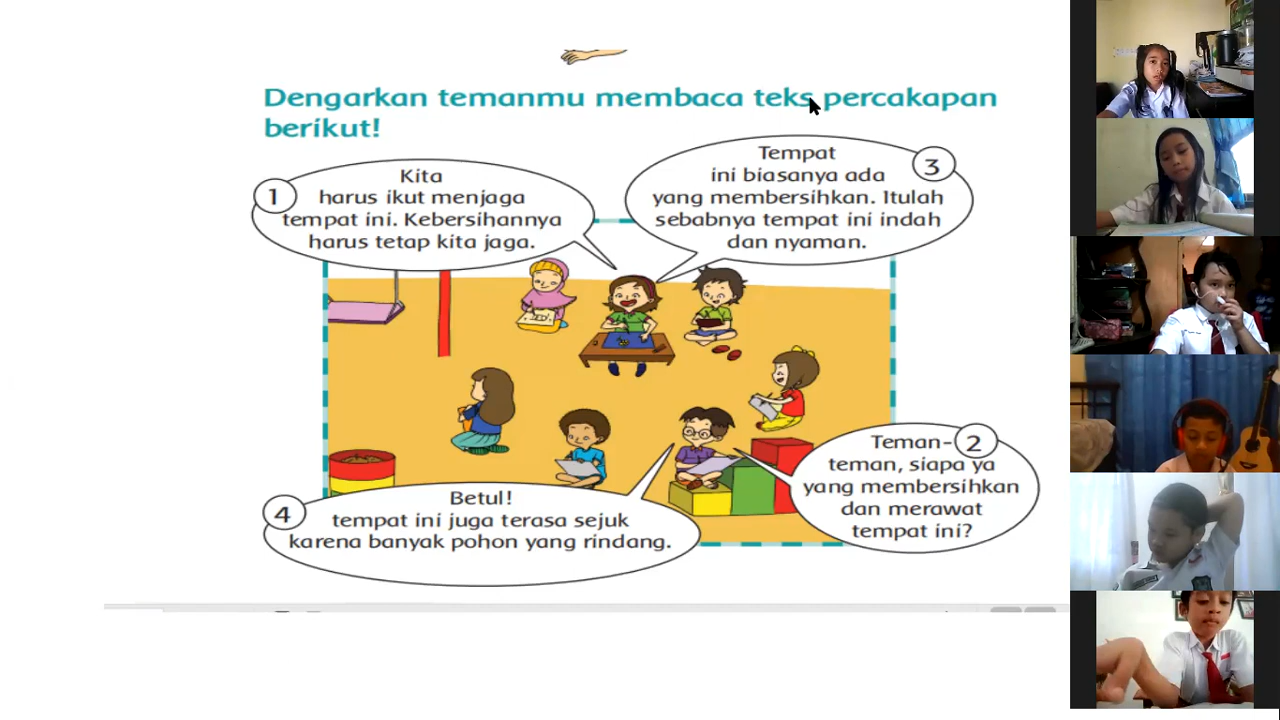 Dengarkan temanmu membaca teks percakapan
berikut!
1
Kita
harus ikut menjaga
tempat ini. Kebersihannya
harus tetap kita jaga.
3
Tempat
ini biasanya ada
yang membersihkan. Itulah
sebabnya tempat ini indah
dan nyaman.
2
Teman-
teman, siapa ya
yang membersihkan
dan merawat
tempat ini?
4
Betul!
tempat ini juga terasa sejuk
karena banyak pohon yang rindang.